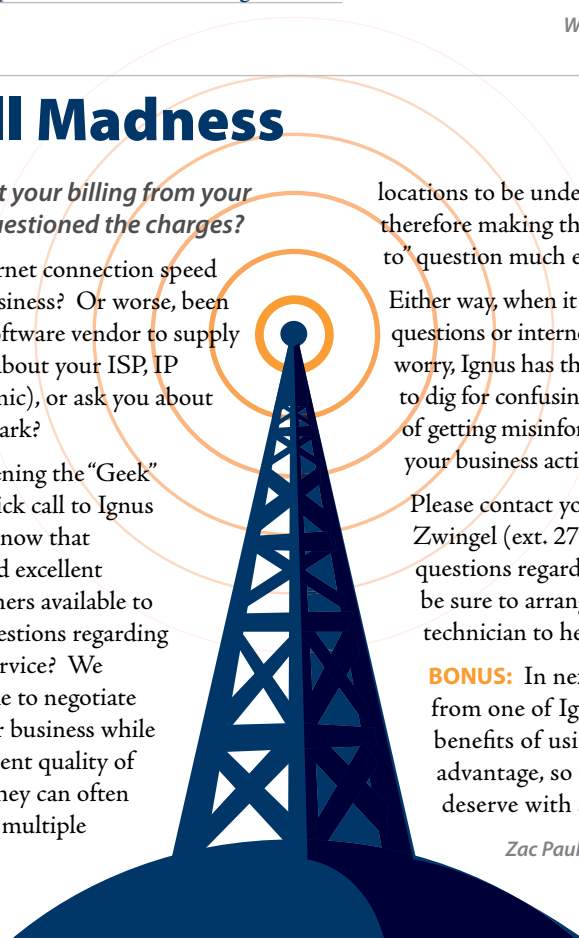 W
ll Madness
t your billing from your
uestioned the charges?
rnet connection speed
siness? Or worse, been
oftware vendor to supply
about your ISP, IP
nic), or ask you about
ark?
ening the “Geek”
ick call to Ignus
now that
d excellent
ners available to
estions regarding
rvice? We
le to negotiate
r business while
ent quality of
hey can often
multiple
locations to be unde
therefore making th
to” question much e
Either way, when it
questions or interne
worry, Ignus has th
to dig for confusin
of getting misinfor
your business acti
Please contact yo
Zwingel (ext. 27
questions regard
be sure to arrang
technician to he
BONUS: In nex
from one of Ig
benefits of usi
advantage, so
deserve with
Zac Paul